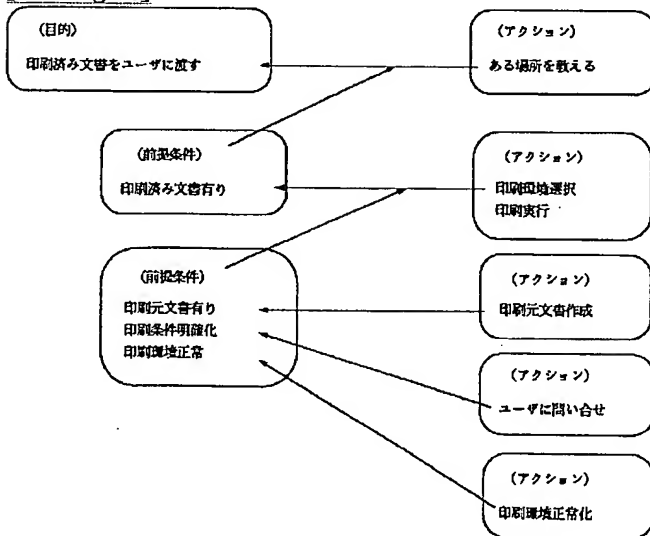 (目的)
印刷済み文書をユーザに渡す
(アクション)
ある場所を教える
(前提条件)
印刷済み文書有り
(アクション)
印刷環境選択
印刷実行
(前提条件)
印刷元文書有り
印刷条件明確化
印刷環境正常
(アクション)
印刷元文書作成
(アクション)
ユーザに問い合せ
(アクション)
印刷環境正常化